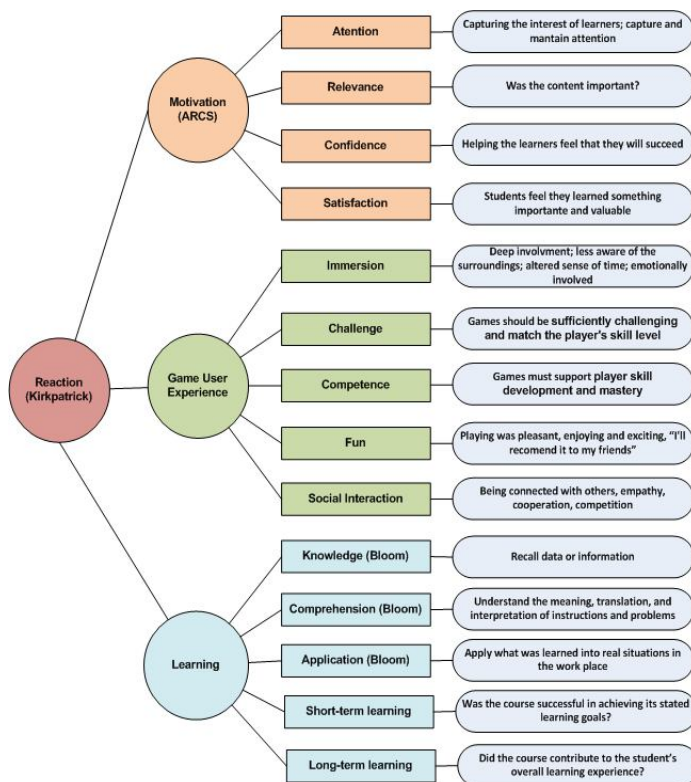 Atention
Capturing the interest of learners; capture and
mantain attention
Motivation
(ARCS)
Relevance
Was the content important?
Confidence
Helping the learners feel that they will succeed
Satisfaction
Students feel they learned something
importante and valuable
Immersion
Deep involvment; less aware of the
surroundings; altered sense of time; emotionally
involved
Challenge
Games should be sufficiently challenging
and match the player's skill level
Reaction
(Kirkpatrick)
Game User
Experience
Competence
Games must support player skill
development and mastery
Fun
Playing was pleasant, enjoying and exciting, “I’ll
recomend it to my friends”
Social Interaction
Being connected with others, empathy,
cooperation, competition
Knowledge (Bloom)
Recall data or information
Comprehension (Bloom)
Understand the meaning, translation, and
interpretation of instructions and problems
Learning
Application (Bloom)
Apply what was learned into real situations in
the work place
Short-term learning
Was the course successful in achieving its stated
learning goals?
Long-term learning
Did the course contribute to the student’s
overall learning experience?